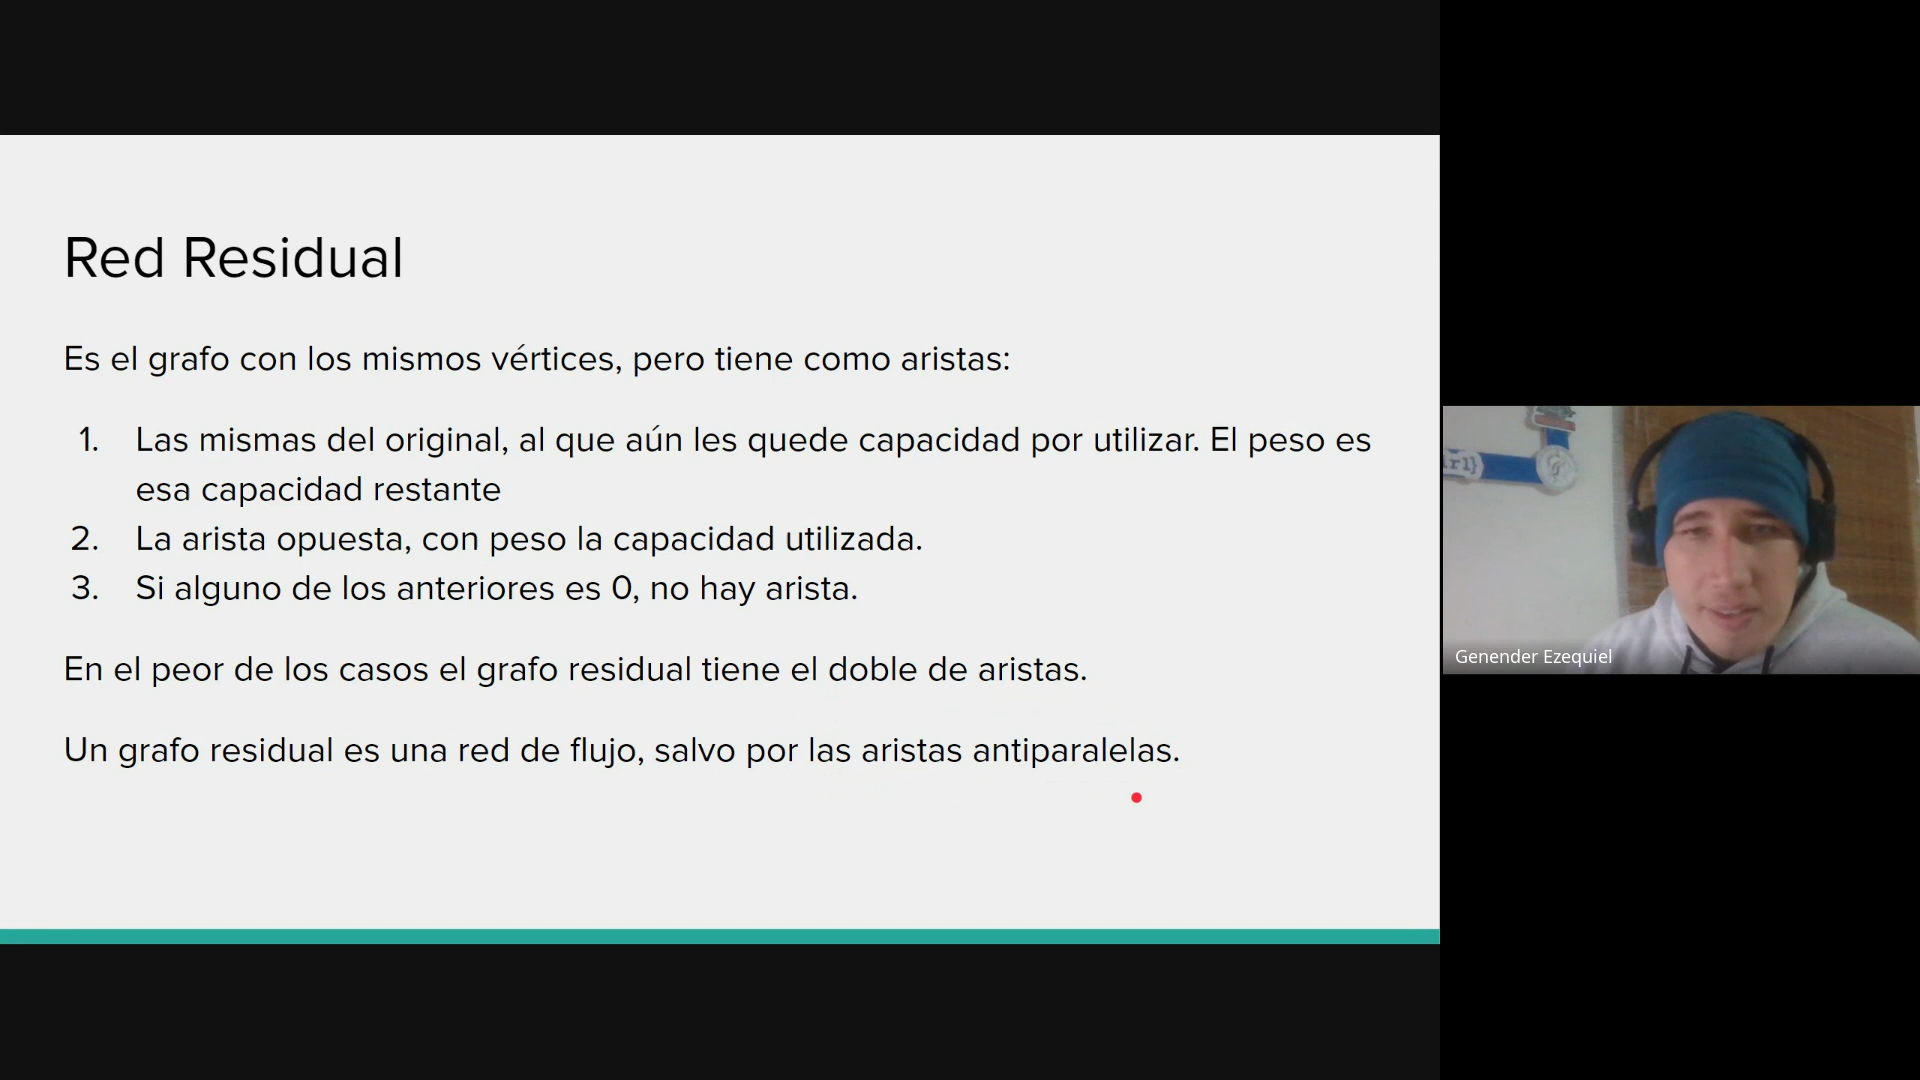 Red Residual
Es el grafo con los mismos vértices, pero tiene como aristas:
1. Las mismas del original, al que aún les quede capacidad por utilizar. El peso es
esa capacidad restante
2. La arista opuesta, con peso la capacidad utilizada.
3. Si alguno de los anteriores es 0, no hay arista.
En el peor de los casos el grafo residual tiene el doble de aristas.
Un grafo residual es una red de flujo, salvo por las aristas antiparalelas.
Genender Ezequiel